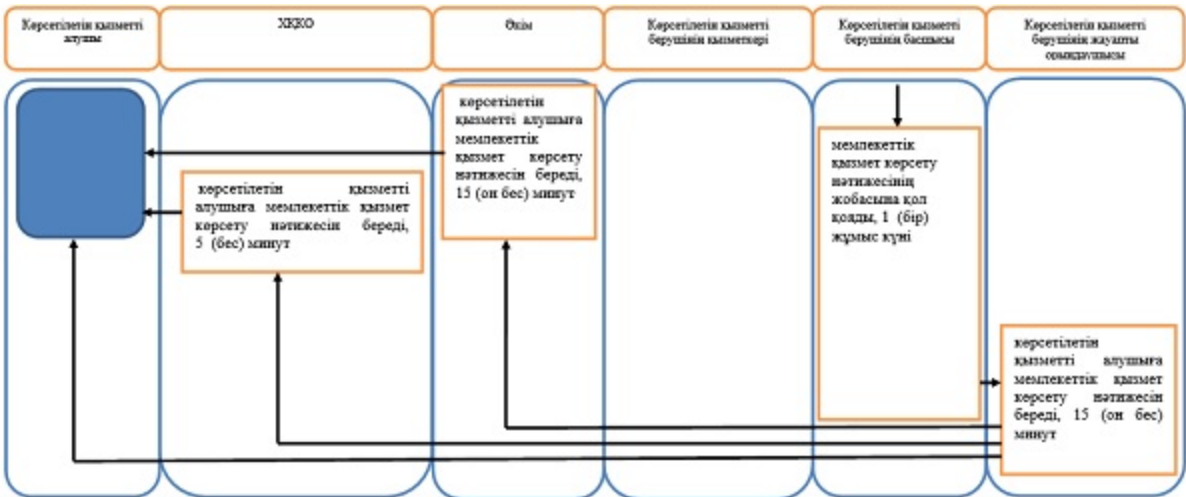 Көрсетілетін қызметті
алушы
ХҚКО
Әкім
Көрсетілетін қызметті
берушінің қызметкері
Көрсетілетін қызметті
берушінің басшысы
Көрсетілетін қызметті
берушінің жауапты
орындаушысы
көрсетілетін
қызметті алушыға
мемлекеттік
қызмет көрсету
нәтижесін береді,
15 (он бес) минут
мемлекеттік
қызмет көрсету
нәтижесінің
жобасына қол
қояды, 1 (бір)
жұмыс күні
көрсетілетін қызметті
алушыға мемлекеттік қызмет
көрсету нәтижесін береді,
5 (бес) минут
көрсетілетін
қызметті алушыға
мемлекеттік қызмет
көрсету нәтижесін
береді, 15 (он бес)
минут